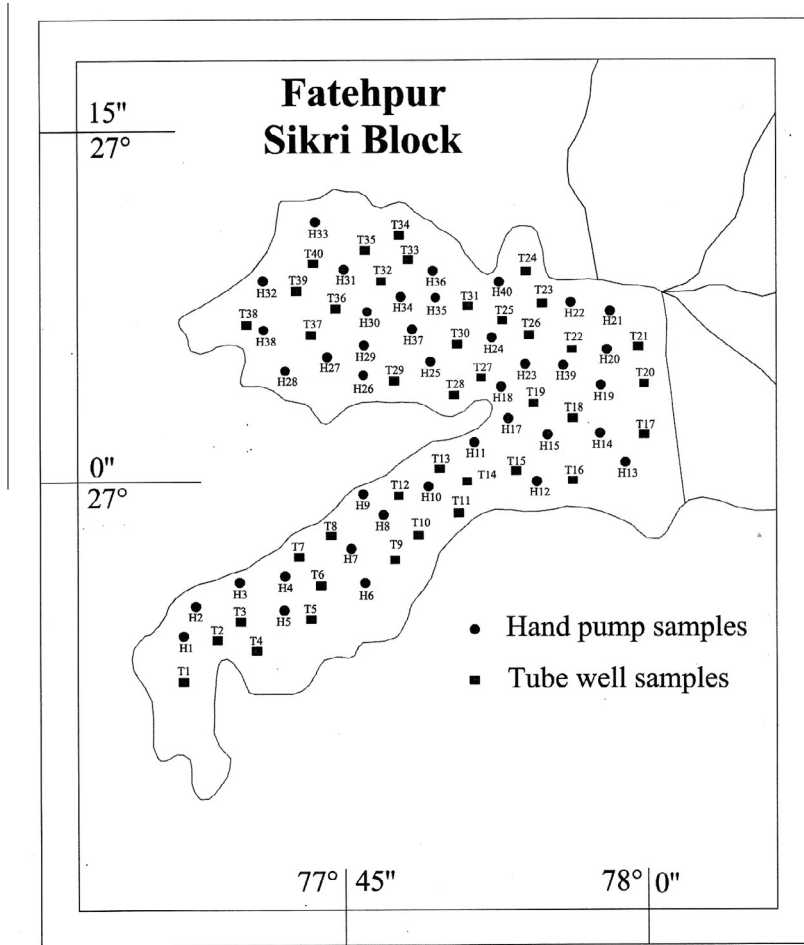 Fatehpur
Sikri Block
15"
27°
H33
T34
T35
T33
T40
H31
T32
H36
T24
H32
T39
H40
T23
H34
H35
T31
H22
H21
T36
H30
T25
T38
H38
T37
H37
T26
H29
T30
H24
T22
H20
T21
H27
H25
H23
H39
H28
H26
T29
T27
T20
T28
H18
H19
T19
H17
T18
T17
H15
H14
H11
H13
T13
T15
0"
27°
T14
H12
T16
H9
T12
H10
H8
T11
T8
T10
H7
T7
T9
H4
T6
H3
H6
H2
T3
H5
T5
H1
T2
T4
T1
Hand pump samples
Tube well samples
77° 45"
78° 0"